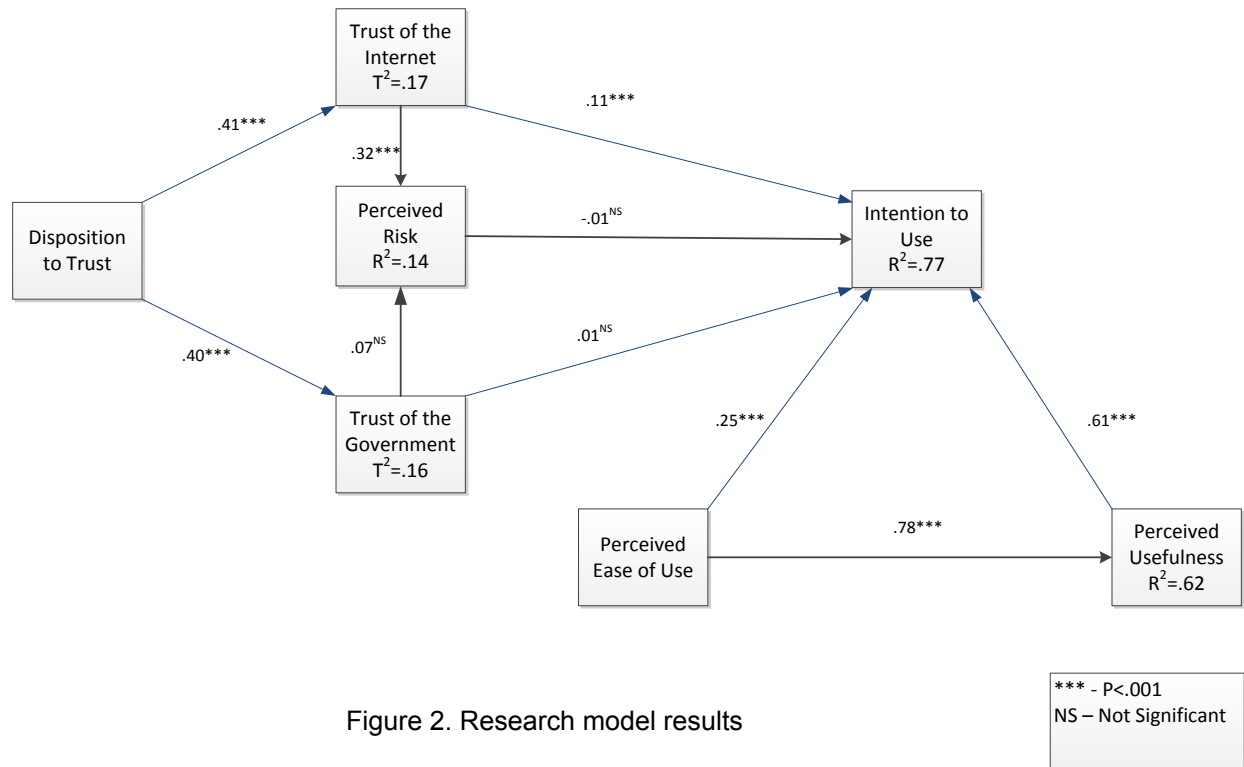 Trust of the
Internet
T²=.17
.41***
.11***
.32***
Disposition
to Trust
Perceived
Risk
R²=.14
-.01ᴺˢ
Intention to
Use
R²=.77
.40***
.07ᴺˢ
.01ᴺˢ
Trust of the
Government
T²=.16
.25***
.61***
Perceived
Ease of Use
.78***
Perceived
Usefulness
R²=.62
*** - P<.001
NS – Not Significant
Figure 2. Research model results